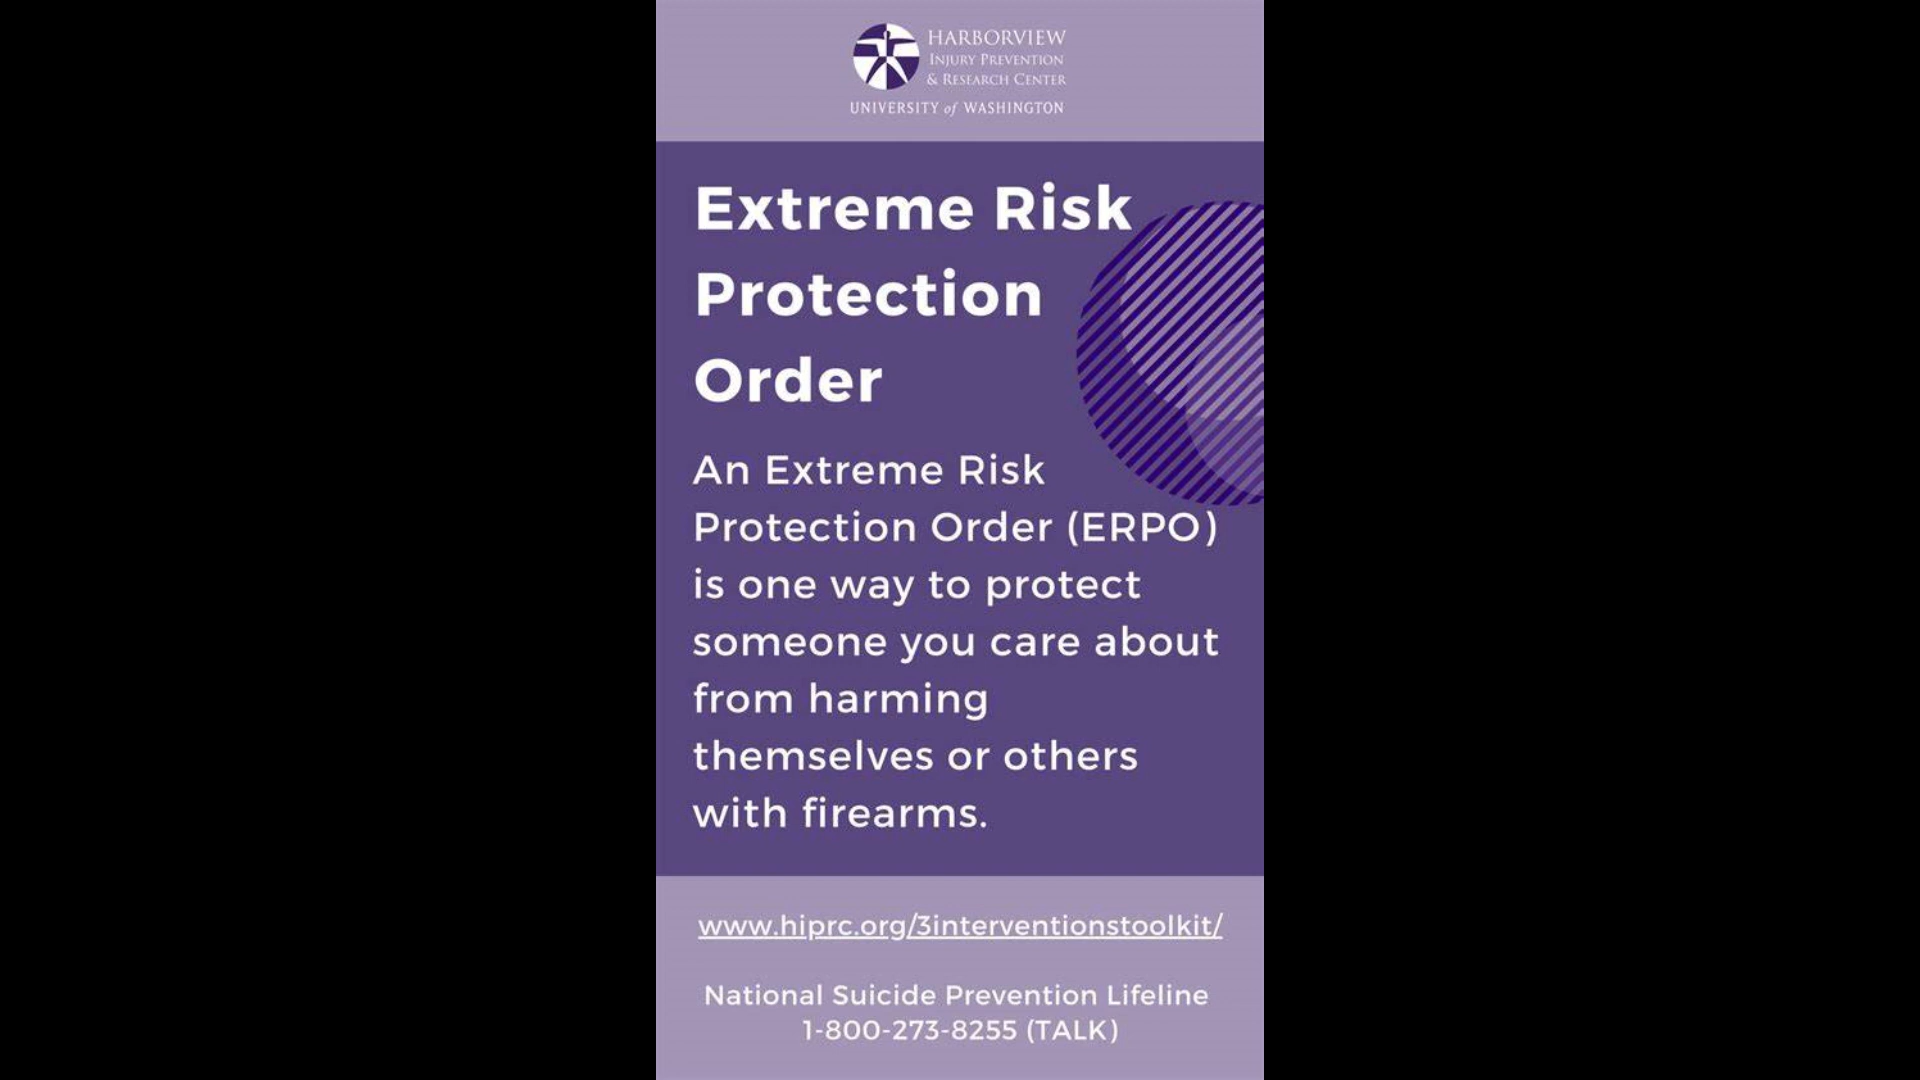 HARBORVIEW
INJURY PREVENTION
& RESEARCH CENTER
UNIVERSITY of WASHINGTON
Extreme Risk
Protection
Order
An Extreme Risk
Protection Order (ERPO)
is one way to protect
someone you care about
from harming
themselves or others
with firearms.
www.hiprc.org/3interventionstoolkit/
National Suicide Prevention Lifeline
1-800-273-8255 (TALK)